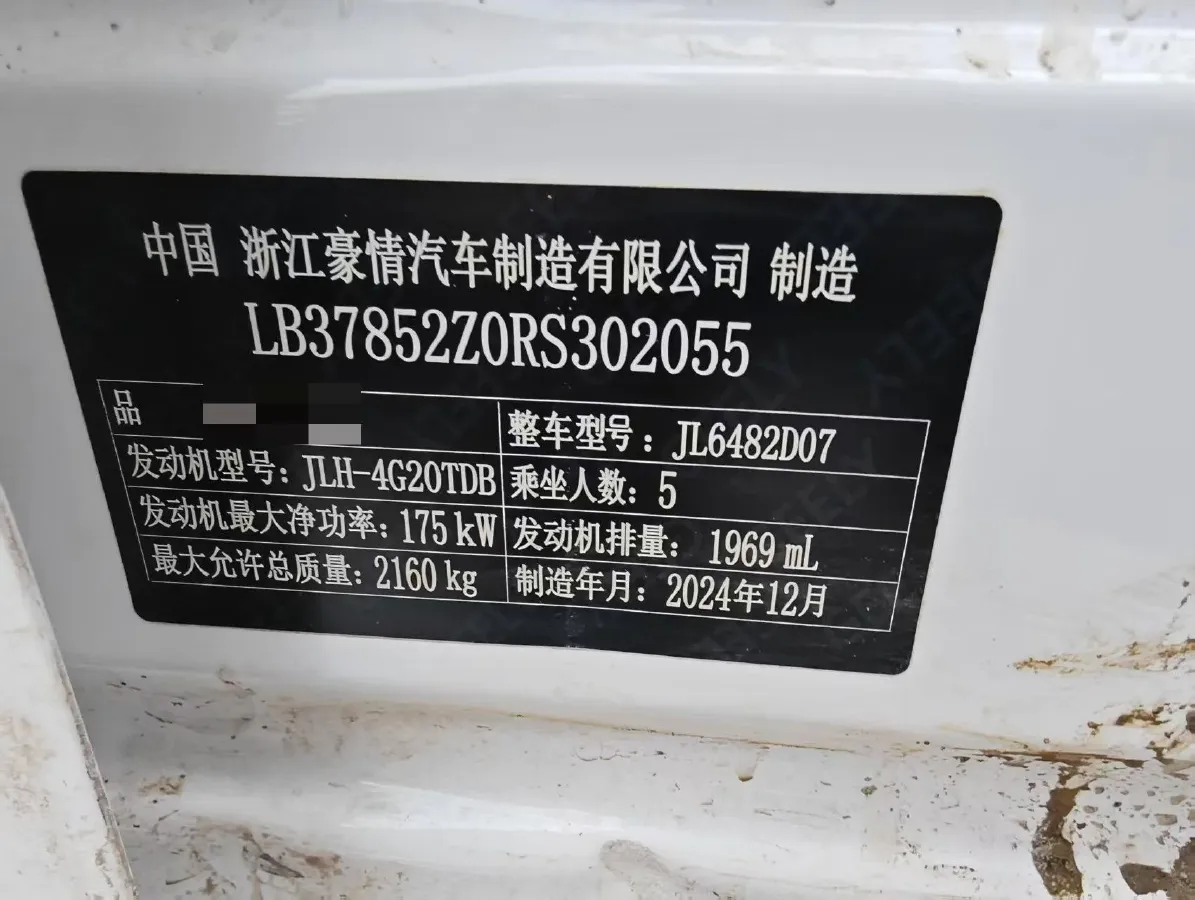 中国 浙江豪情汽车制造有限公司 制造
LB37852Z0RS302055
品
整车型号：JL6482D07
发动机型号：JLH-4G20TDB
乘坐人数：5
发动机最大净功率：175 kW
发动机排量：1969 mL
最大允许总质量：2160 kg
制造年月：2024年12月